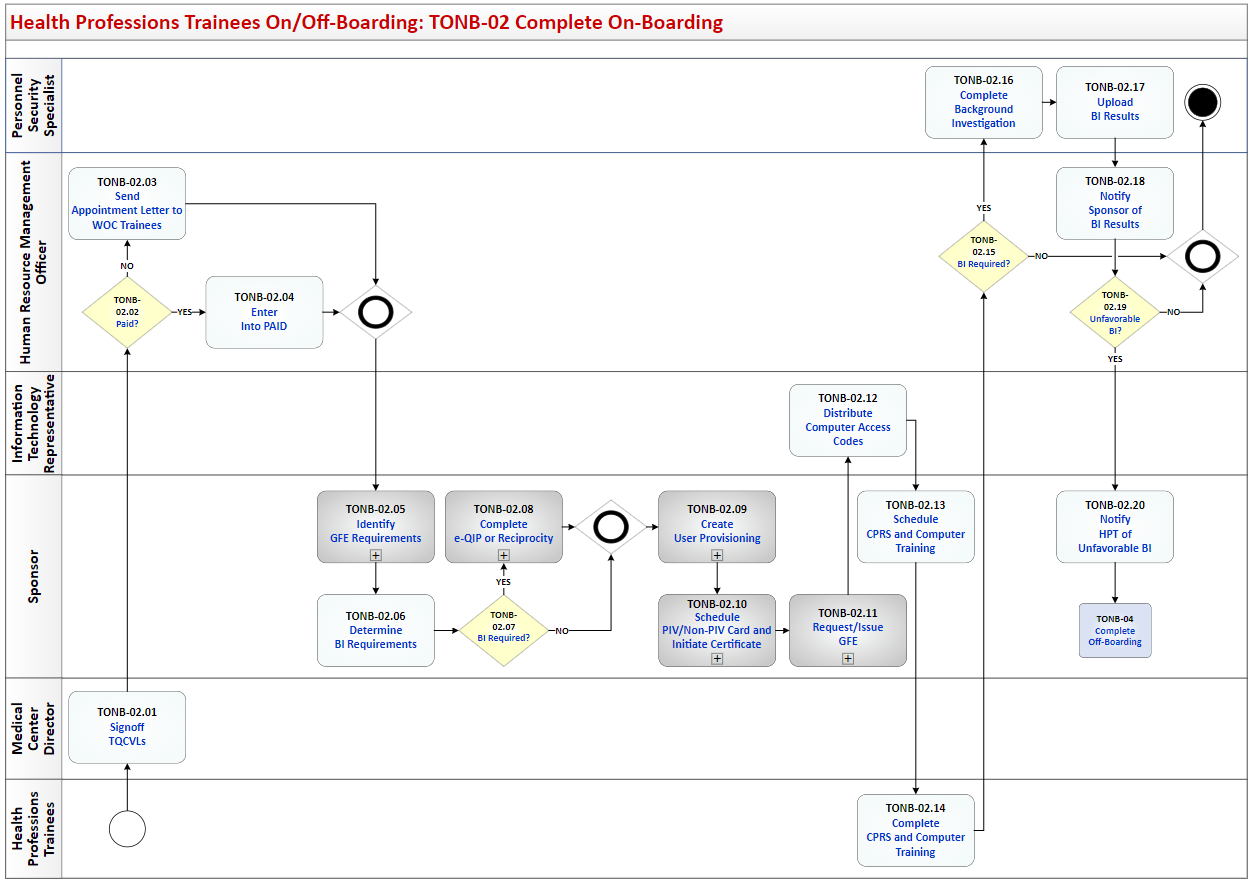 Health Professions Trainees On/Off-Boarding: TONB-02 Complete On-Boarding
Personnel
Security
Specialist
TONB-02.16
Complete
Background
Investigation
TONB-02.17
Upload
BI Results
Human Resource Management
Officer
TONB-02.03
Send
Appointment Letter to
WOC Trainees
NO
TONB-
02.02
Paid?
YES
TONB-02.04
Enter
Into PAID
YES
TONB-
02.15
BI Required?
NO
TONB-02.18
Notify
Sponsor of
BI Results
TONB-
02.19
Unfavorable
BI?
NO
YES
Information
Technology
Representative
TONB-02.12
Distribute
Computer Access
Codes
Sponsor
TONB-02.05
Identify
GFE Requirements
TONB-02.08
Complete
e-QIP or Reciprocity
TONB-02.09
Create
User Provisioning
TONB-02.13
Schedule
CPRS and Computer
Training
TONB-02.20
Notify
HPT of
Unfavorable BI
TONB-02.06
Determine
BI Requirements
YES
TONB-
02.07
BI Required?
NO
TONB-02.10
Schedule
PIV/Non-PIV Card and
Initiate Certificate
TONB-02.11
Request/Issue
GFE
TONB-04
Complete
Off-Boarding
Medical
Center
Director
TONB-02.01
Signoff
TQCVLs
Health
Professions
Trainees
TONB-02.14
Complete
CPRS and Computer
Training